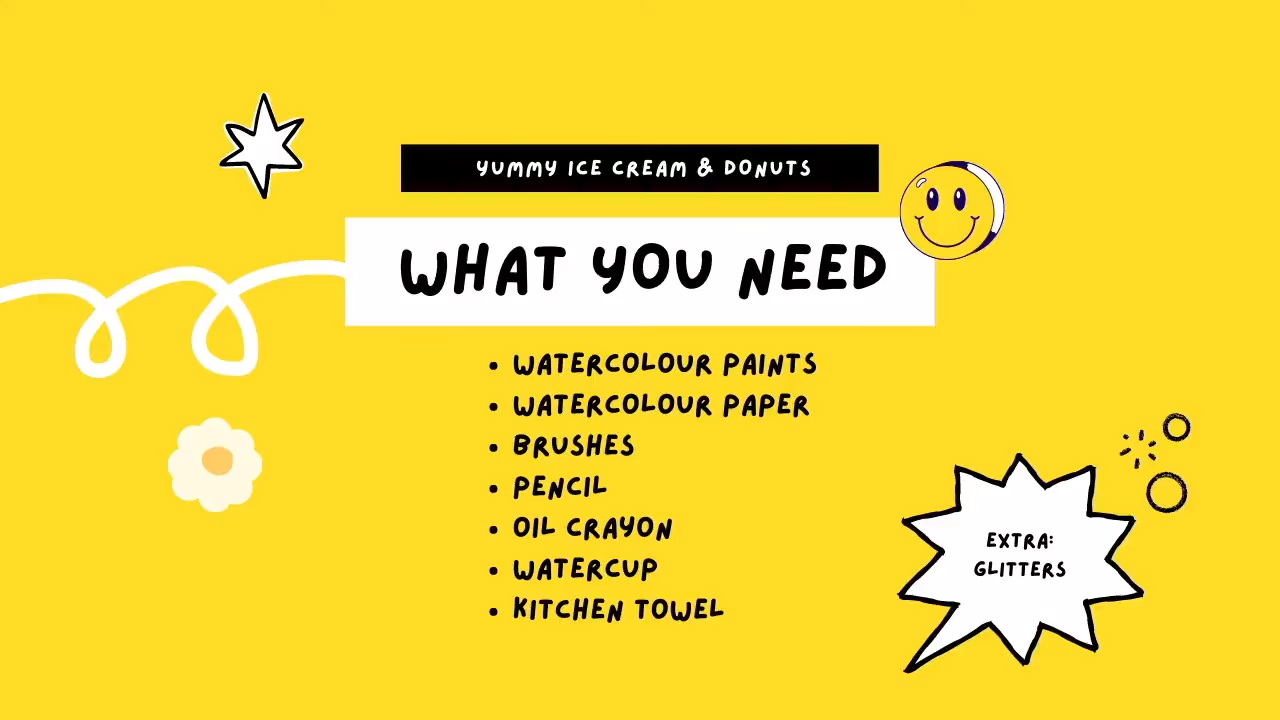 YUMMY ICE CREAM & DONUTS
WHAT YOU NEED
• WATERCOLOUR PAINTS
• WATERCOLOUR PAPER
• BRUSHES
• PENCIL
• OIL CRAYON
• WATERCUP
• KITCHEN TOWEL
EXTRA:
GLITTERS